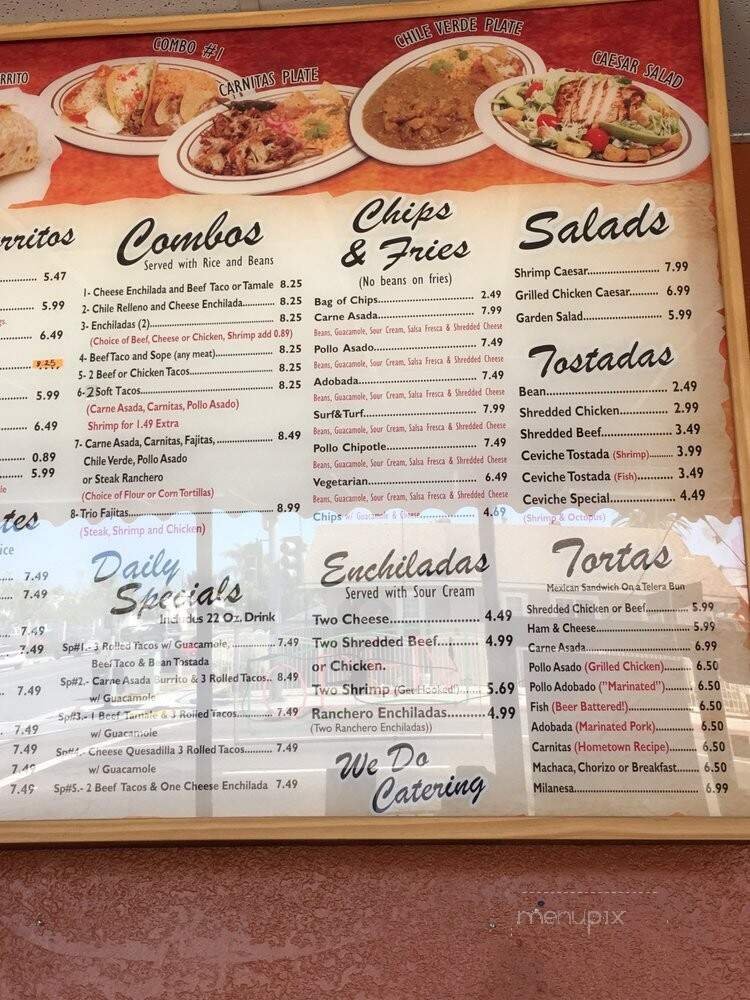 RRITO
COMBO #1
CARNITAS PLATE
CHILE VERDE PLATE
CAESAR SALAD
rritos
5.47
5.99
6.49
8.25
5.99
6.49
0.89
5.99
tes
ice
7.49
7.49
7.49
7.49
7.49
7.49
7.49
7.49
7.49
Combos
Served with Rice and Beans
1- Cheese Enchilada and Beef Taco or Tamale 8.25
2- Chile Relleno and Cheese Enchilada............. 8.25
3- Enchiladas (2)............................................. 8.25
(Choice of Beef, Cheese or Chicken, Shrimp add 0.89)
4- Beef Taco and Sope (any meat).................. 8.25
5- 2 Beef or Chicken Tacos............................ 8.25
6- 2 Soft Tacos............................................. 8.25
(Carne Asada, Carnitas, Pollo Asado)
Shrimp for 1.49 Extra
7- Carne Asada, Carnitas, Fajitas, ................. 8.49
Chile Verde, Pollo Asado
or Steak Ranchero
(Choice of Flour or Corn Tortillas)
8- Trio Fajitas............................................... 8.99
(Steak, Shrimp and Chicken)
Daily
Specials
Includes 22 Oz. Drink
Sp#1.- 3 Rolled Tacos w/ Guacamole, ............ 7.49
Beef Taco & Bean Tostada
Sp#2.- Carne Asada Burrito & 3 Rolled Tacos.. 8.49
w/ Guacamole
Sp#3.- 1 Beef Tamale & 3 Rolled Tacos.......... 7.49
w/ Guacamole
Sp#4.- Cheese Quesadilla 3 Rolled Tacos........ 7.49
w/ Guacamole
Sp#5.- 2 Beef Tacos & One Cheese Enchilada 7.49
Chips
& Fries
(No beans on fries)
Bag of Chips................................ 2.49
Carne Asada................................ 7.99
Beans, Guacamole, Sour Cream, Salsa Fresca & Shredded Cheese
Pollo Asado................................. 7.49
Beans, Guacamole, Sour Cream, Salsa Fresca & Shredded Cheese
Adobada..................................... 7.49
Beans, Guacamole, Sour Cream, Salsa Fresca & Shredded Cheese
Surf&Turf.................................... 7.99
Beans, Guacamole, Sour Cream, Salsa Fresca & Shredded Cheese
Pollo Chipotle.............................. 7.49
Beans, Guacamole, Sour Cream, Salsa Fresca & Shredded Cheese
Vegetarian................................... 6.49
Beans, Guacamole, Sour Cream, Salsa Fresca & Shredded Cheese
Chips w/ Guacamole & Cheese.................. 4.69
Enchiladas
Served with Sour Cream
Two Cheese........................ 4.49
Two Shredded Beef............ 4.99
or Chicken.
Two Shrimp (Get Hooked!)....... 5.69
Ranchero Enchiladas.......... 4.99
(Two Ranchero Enchiladas))
We Do
Catering
Salads
Shrimp Caesar..................... 7.99
Grilled Chicken Caesar......... 6.99
Garden Salad....................... 5.99
Tostadas
Bean.................................... 2.49
Shredded Chicken............... 2.99
Shredded Beef..................... 3.49
Ceviche Tostada (Shrimp)....... 3.99
Ceviche Tostada (Fish)........... 3.49
Ceviche Special................... 4.49
(Shrimp & Octopus)
Tortas
Mexican Sandwich On a Telera Bun
Shredded Chicken or Beef............ 5.99
Ham & Cheese.......................... 5.99
Carne Asada............................. 6.99
Pollo Asado (Grilled Chicken)........ 6.50
Pollo Adobado ("Marinated")........ 6.50
Fish (Beer Battered!)................... 6.50
Adobada (Marinated Pork)............ 6.50
Carnitas (Hometown Recipe)......... 6.50
Machaca, Chorizo or Breakfast....... 6.50
Milanesa.................................. 6.99
menupix